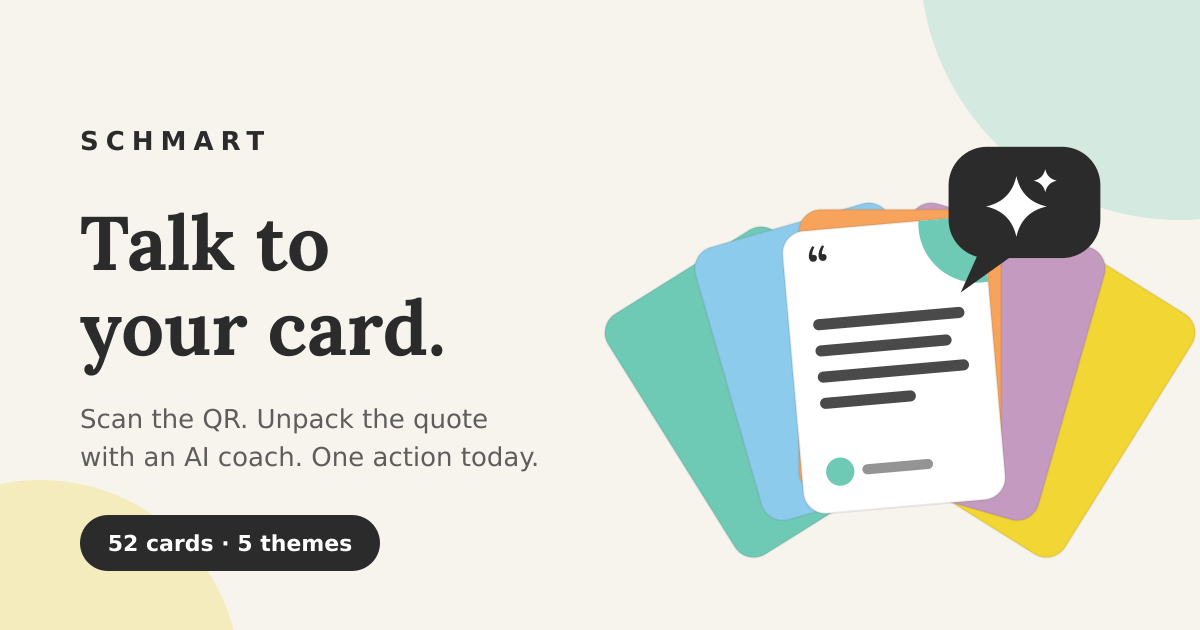 SCHMART
Talk to
your card.
Scan the QR. Unpack the quote
with an AI coach. One action today.
52 cards · 5 themes
“